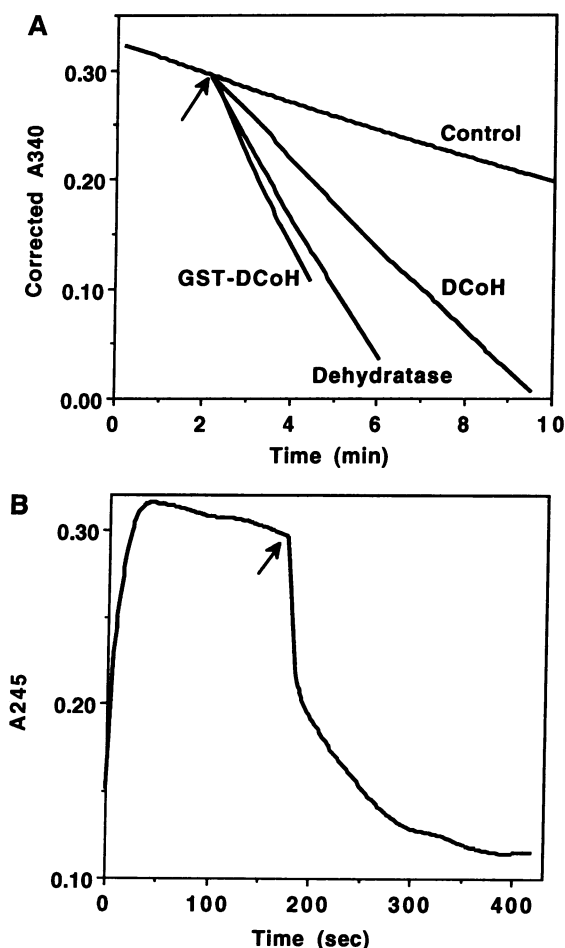 A
Corrected A340
0.30
0.20
0.10
0.00
Control
GST-DCoH
DCoH
Dehydratase
0 2 4 6 8 10
Time (min)
B
A245
0.30
0.20
0.10
0 100 200 300 400
Time (sec)